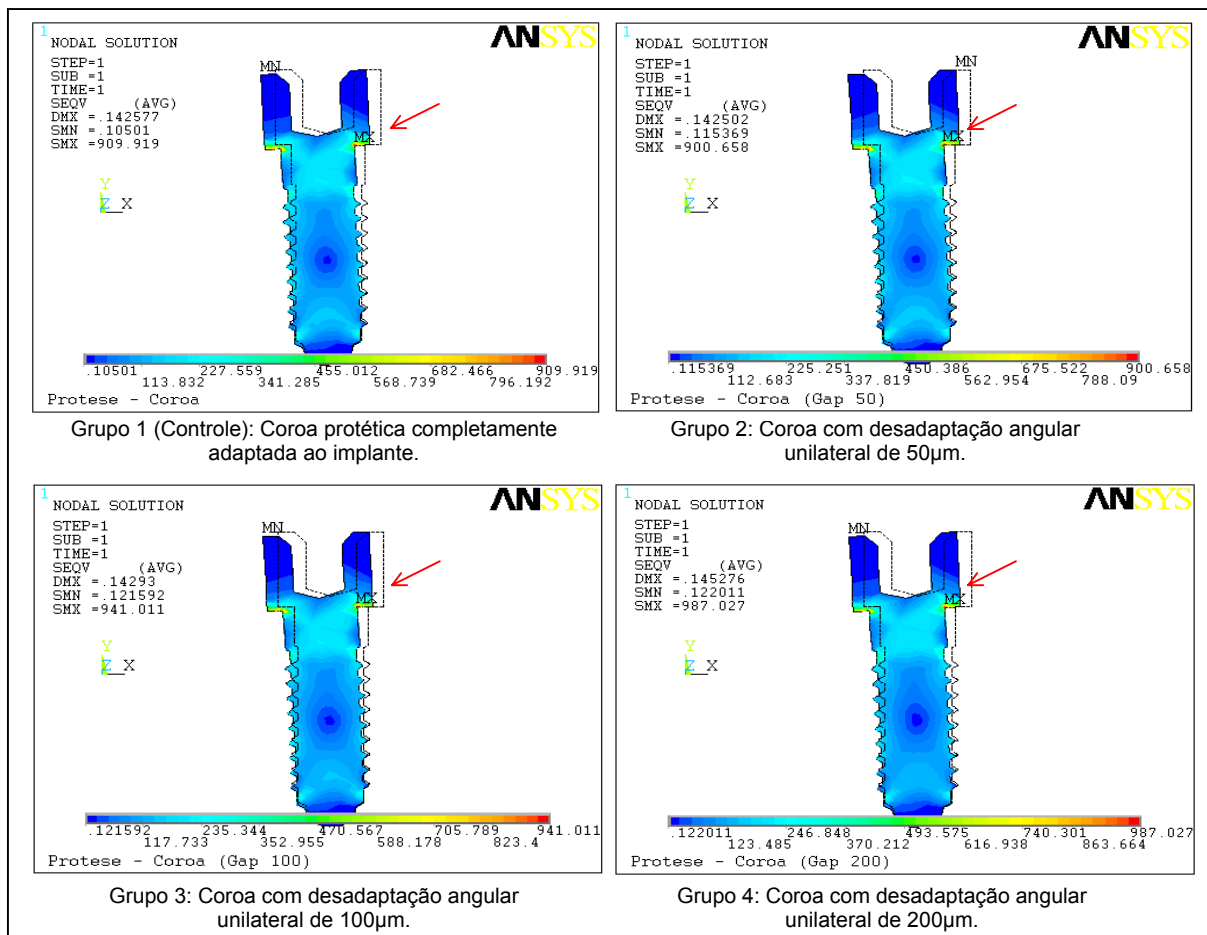 1
NODAL SOLUTION
ANSYS
STEP=1
SUB =1
TIME=1
SEQV (AVG)
DMX =.142577
SMN =.10501
SMX =909.919
MN
MX
Y
Z X
.10501 227.559 455.012 682.466 909.919
113.832 341.285 568.739 796.192
Protese - Coroa
Grupo 1 (Controle): Coroa protética completamente
adaptada ao implante.
1
NODAL SOLUTION
ANSYS
STEP=1
SUB =1
TIME=1
SEQV (AVG)
DMX =.142502
SMN =.115369
SMX =900.658
MN
MX
Y
Z X
.115369 225.251 450.386 675.522 900.658
112.683 337.819 562.954 788.09
Protese - Coroa (Gap 50)
Grupo 2: Coroa com desadaptação angular
unilateral de 50µm.
1
NODAL SOLUTION
ANSYS
STEP=1
SUB =1
TIME=1
SEQV (AVG)
DMX =.14293
SMN =.121592
SMX =941.011
MN
MX
Y
Z X
.121592 235.344 470.567 705.789 941.011
117.733 352.955 588.178 823.4
Protese - Coroa (Gap 100)
Grupo 3: Coroa com desadaptação angular
unilateral de 100µm.
1
NODAL SOLUTION
ANSYS
STEP=1
SUB =1
TIME=1
SEQV (AVG)
DMX =.145276
SMN =.122011
SMX =987.027
MN
MX
Y
Z X
.122011 246.848 493.575 740.301 987.027
123.485 370.212 616.938 863.664
Protese - Coroa (Gap 200)
Grupo 4: Coroa com desadaptação angular
unilateral de 200µm.